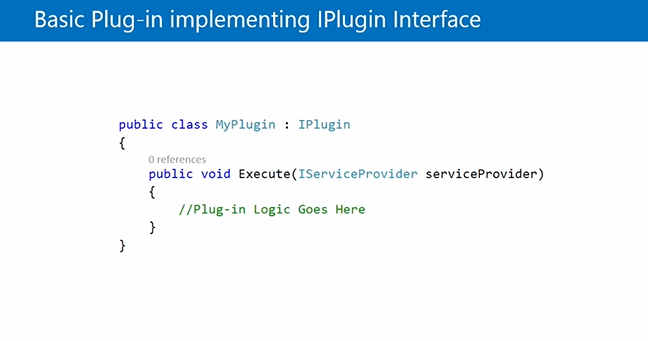 Basic Plug-in implementing IPlugin Interface
public class MyPlugin : IPlugin
{
0 references
public void Execute(IServiceProvider serviceProvider)
{
//Plug-in Logic Goes Here
}
}